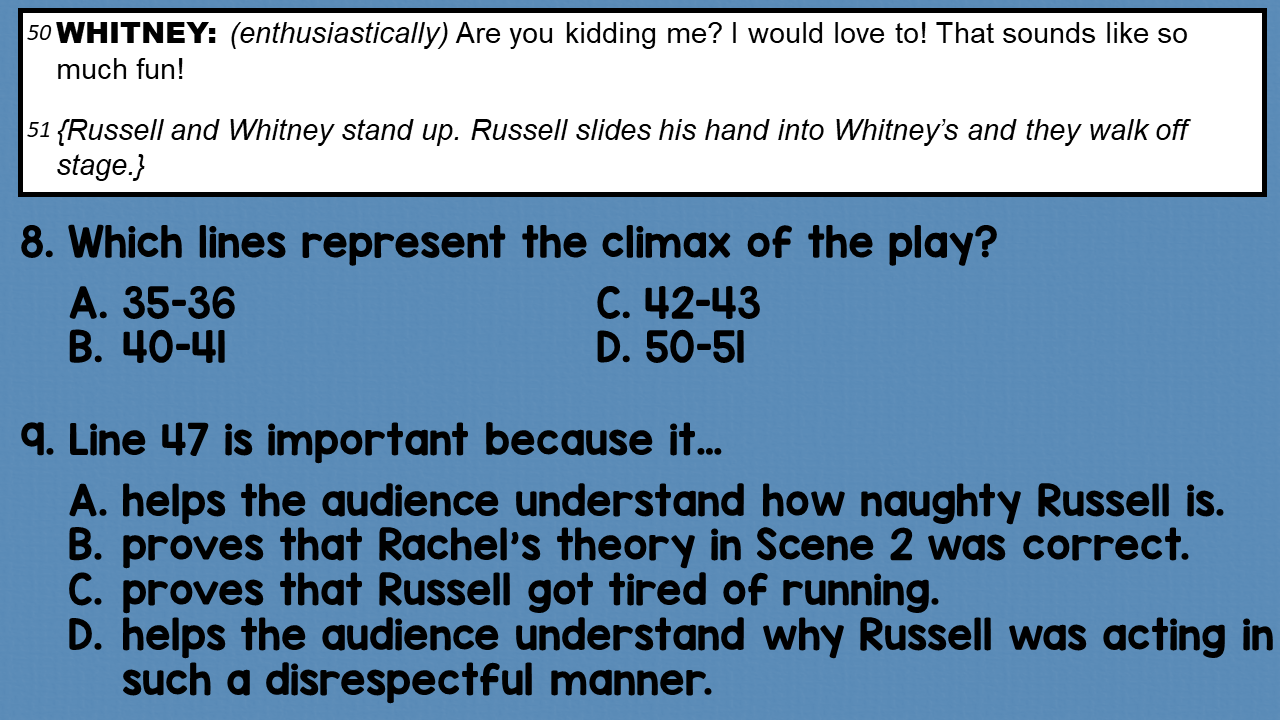 50 WHITNEY: (enthusiastically) Are you kidding me? I would love to! That sounds like so
much fun!
51 {Russell and Whitney stand up. Russell slides his hand into Whitney’s and they walk off
stage.}
8. Which lines represent the climax of the play?
A. 35-36
B. 40-41
C. 42-43
D. 50-51
9. Line 47 is important because it...
A. helps the audience understand how naughty Russell is.
B. proves that Rachel’s theory in Scene 2 was correct.
C. proves that Russell got tired of running.
D. helps the audience understand why Russell was acting in
such a disrespectful manner.